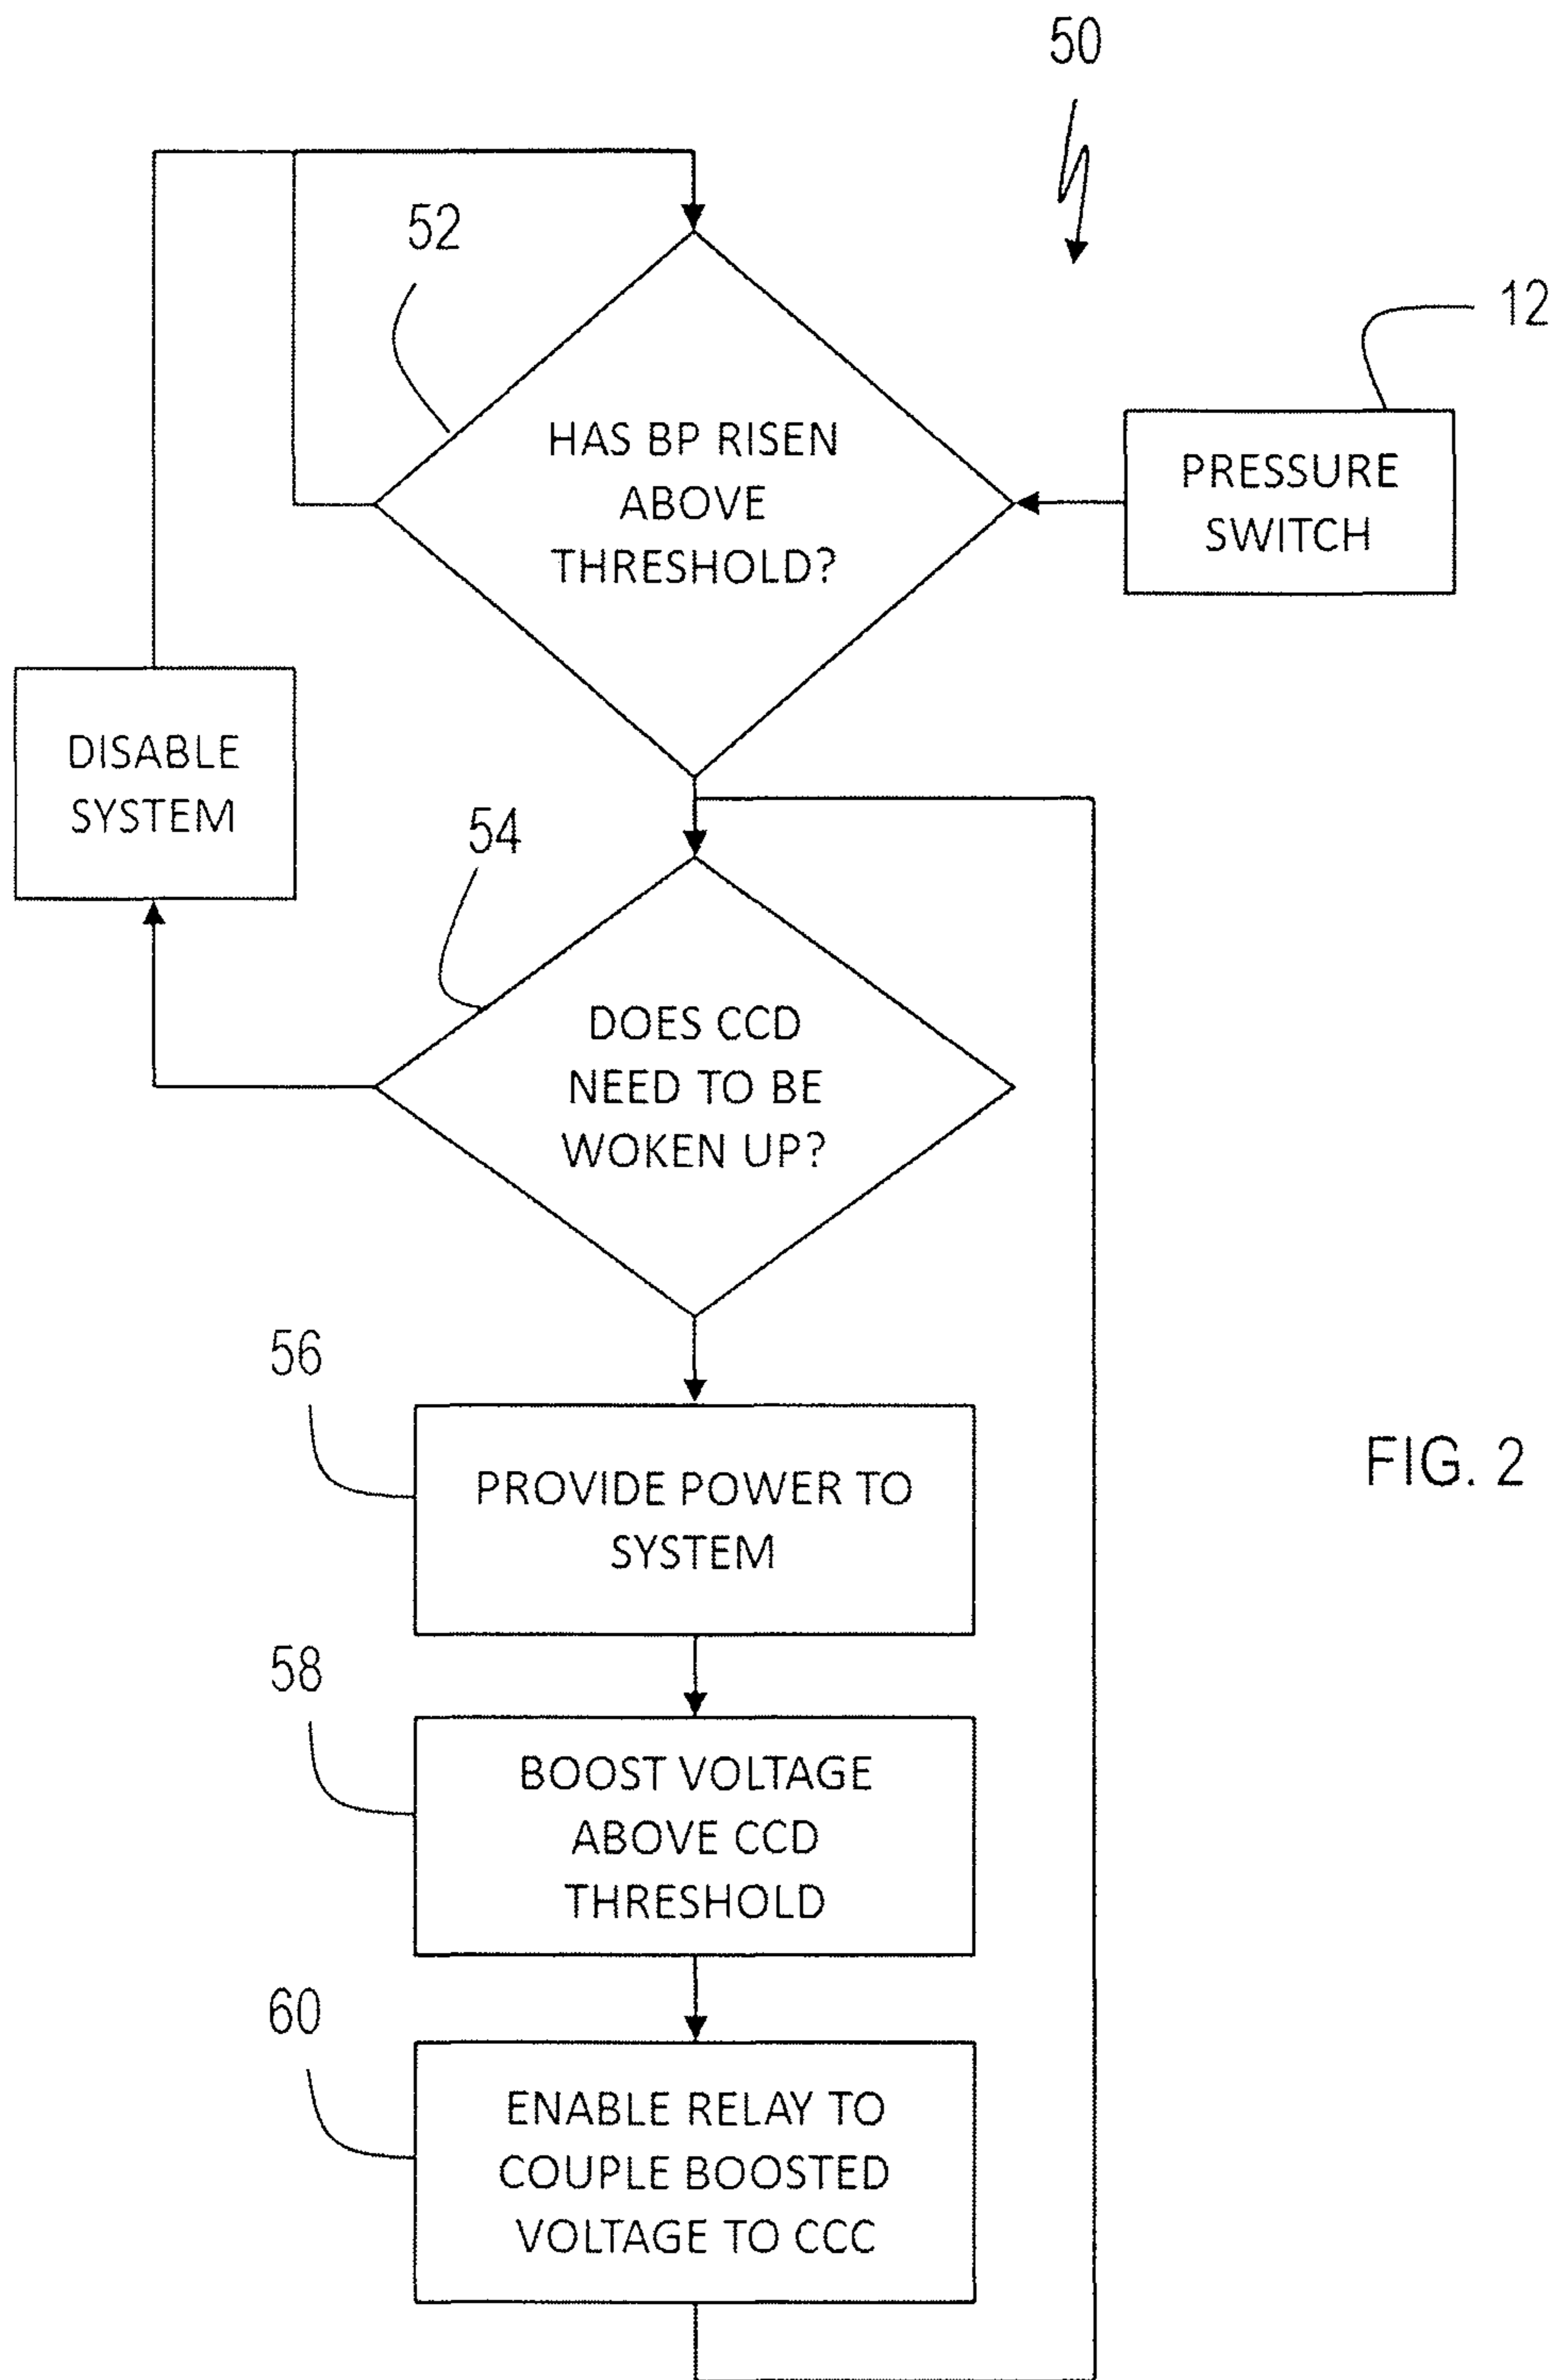 50
52
12
HAS BP RISEN
ABOVE
THRESHOLD?
PRESSURE
SWITCH
DISABLE
SYSTEM
54
DOES CCD
NEED TO BE
WOKEN UP?
56
PROVIDE POWER TO
SYSTEM
FIG. 2
58
BOOST VOLTAGE
ABOVE CCD
THRESHOLD
60
ENABLE RELAY TO
COUPLE BOOSTED
VOLTAGE TO CCC